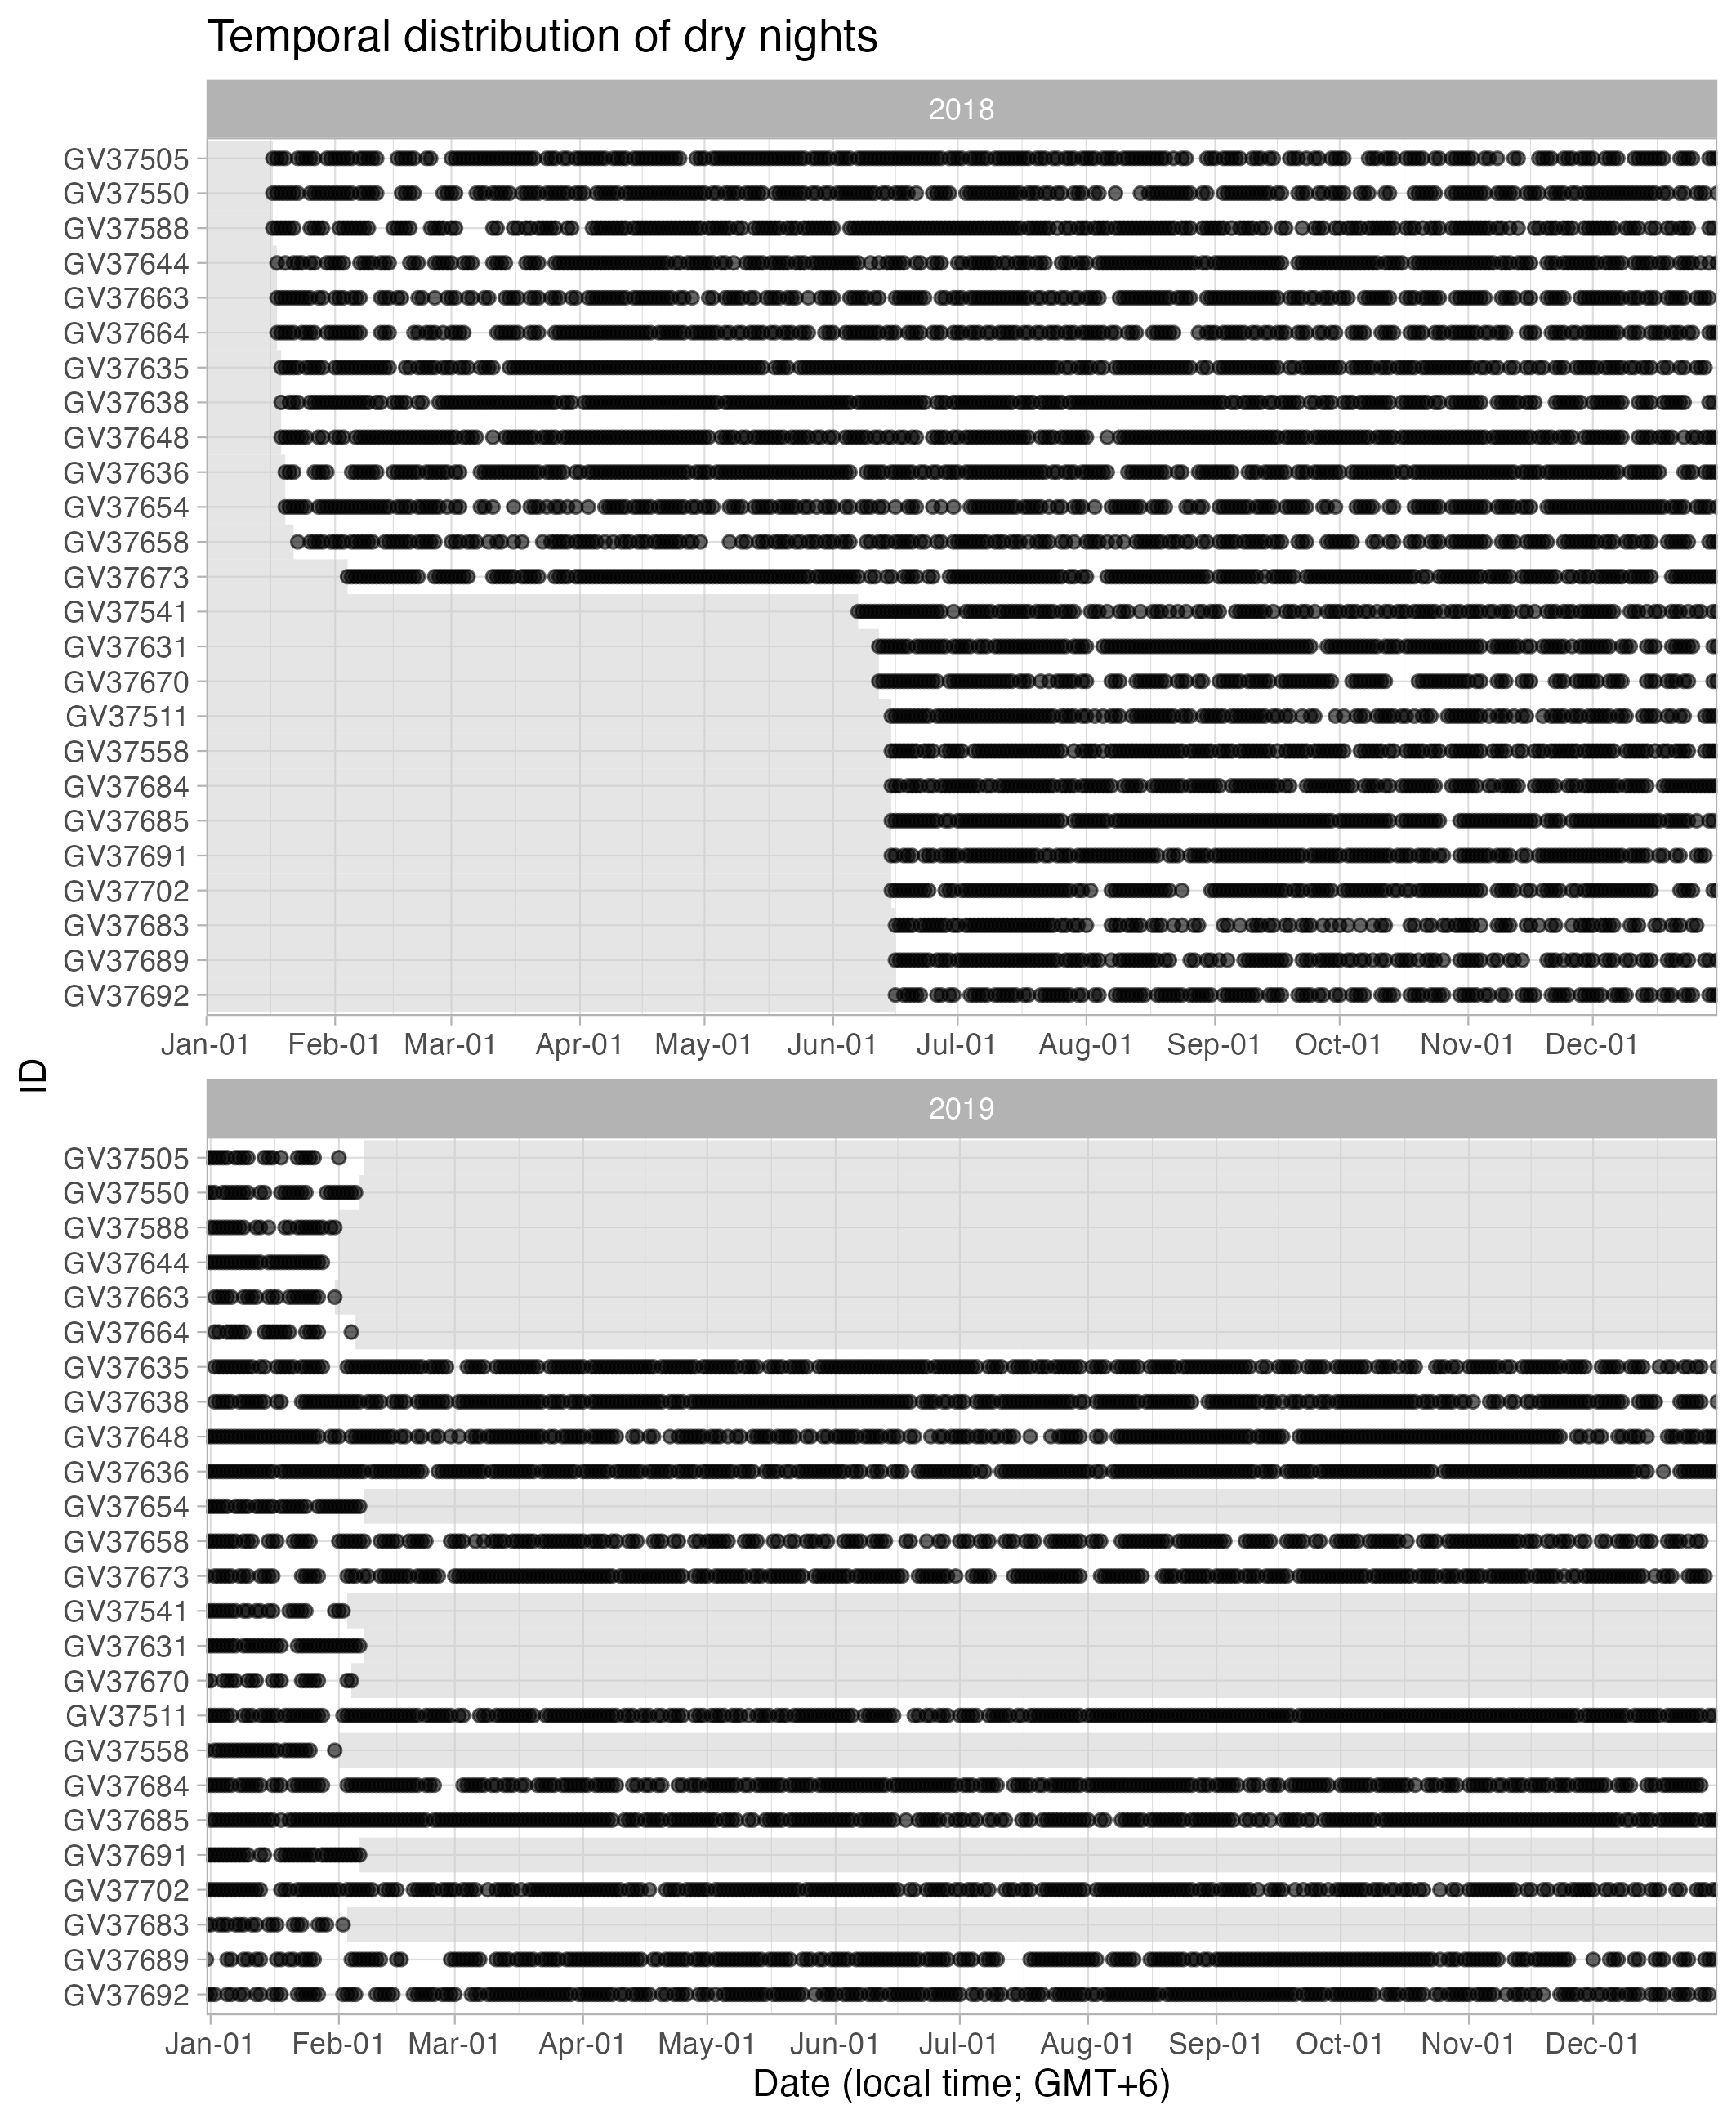 Temporal distribution of dry nights
2018
GV37505
GV37550
GV37588
GV37644
GV37663
GV37664
GV37635
GV37638
GV37648
GV37636
GV37654
GV37658
GV37673
GV37541
GV37631
GV37670
GV37511
GV37558
GV37684
GV37685
GV37691
GV37702
GV37683
GV37689
GV37692
Jan-01 Feb-01 Mar-01 Apr-01 May-01 Jun-01 Jul-01 Aug-01 Sep-01 Oct-01 Nov-01 Dec-01
ID
2019
GV37505
GV37550
GV37588
GV37644
GV37663
GV37664
GV37635
GV37638
GV37648
GV37636
GV37654
GV37658
GV37673
GV37541
GV37631
GV37670
GV37511
GV37558
GV37684
GV37685
GV37691
GV37702
GV37683
GV37689
GV37692
Jan-01 Feb-01 Mar-01 Apr-01 May-01 Jun-01 Jul-01 Aug-01 Sep-01 Oct-01 Nov-01 Dec-01
Date (local time; GMT+6)